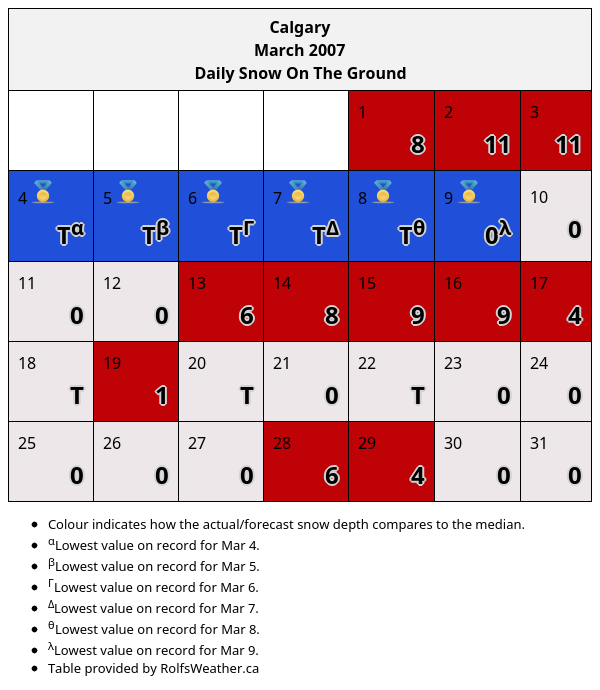 Calgary
March 2007
Daily Snow On The Ground
1 2 3
8 11 11
4 5 6 7 8 9 10
Tα Tβ TΓ TΔ Tθ 0λ 0
11 12 13 14 15 16 17
0 0 6 8 9 9 4
18 19 20 21 22 23 24
T 1 T 0 T 0 0
25 26 27 28 29 30 31
0 0 0 6 4 0 0
Colour indicates how the actual/forecast snow depth compares to the median.
αLowest value on record for Mar 4.
βLowest value on record for Mar 5.
ΓLowest value on record for Mar 6.
ΔLowest value on record for Mar 7.
θLowest value on record for Mar 8.
λLowest value on record for Mar 9.
Table provided by RolfsWeather.ca